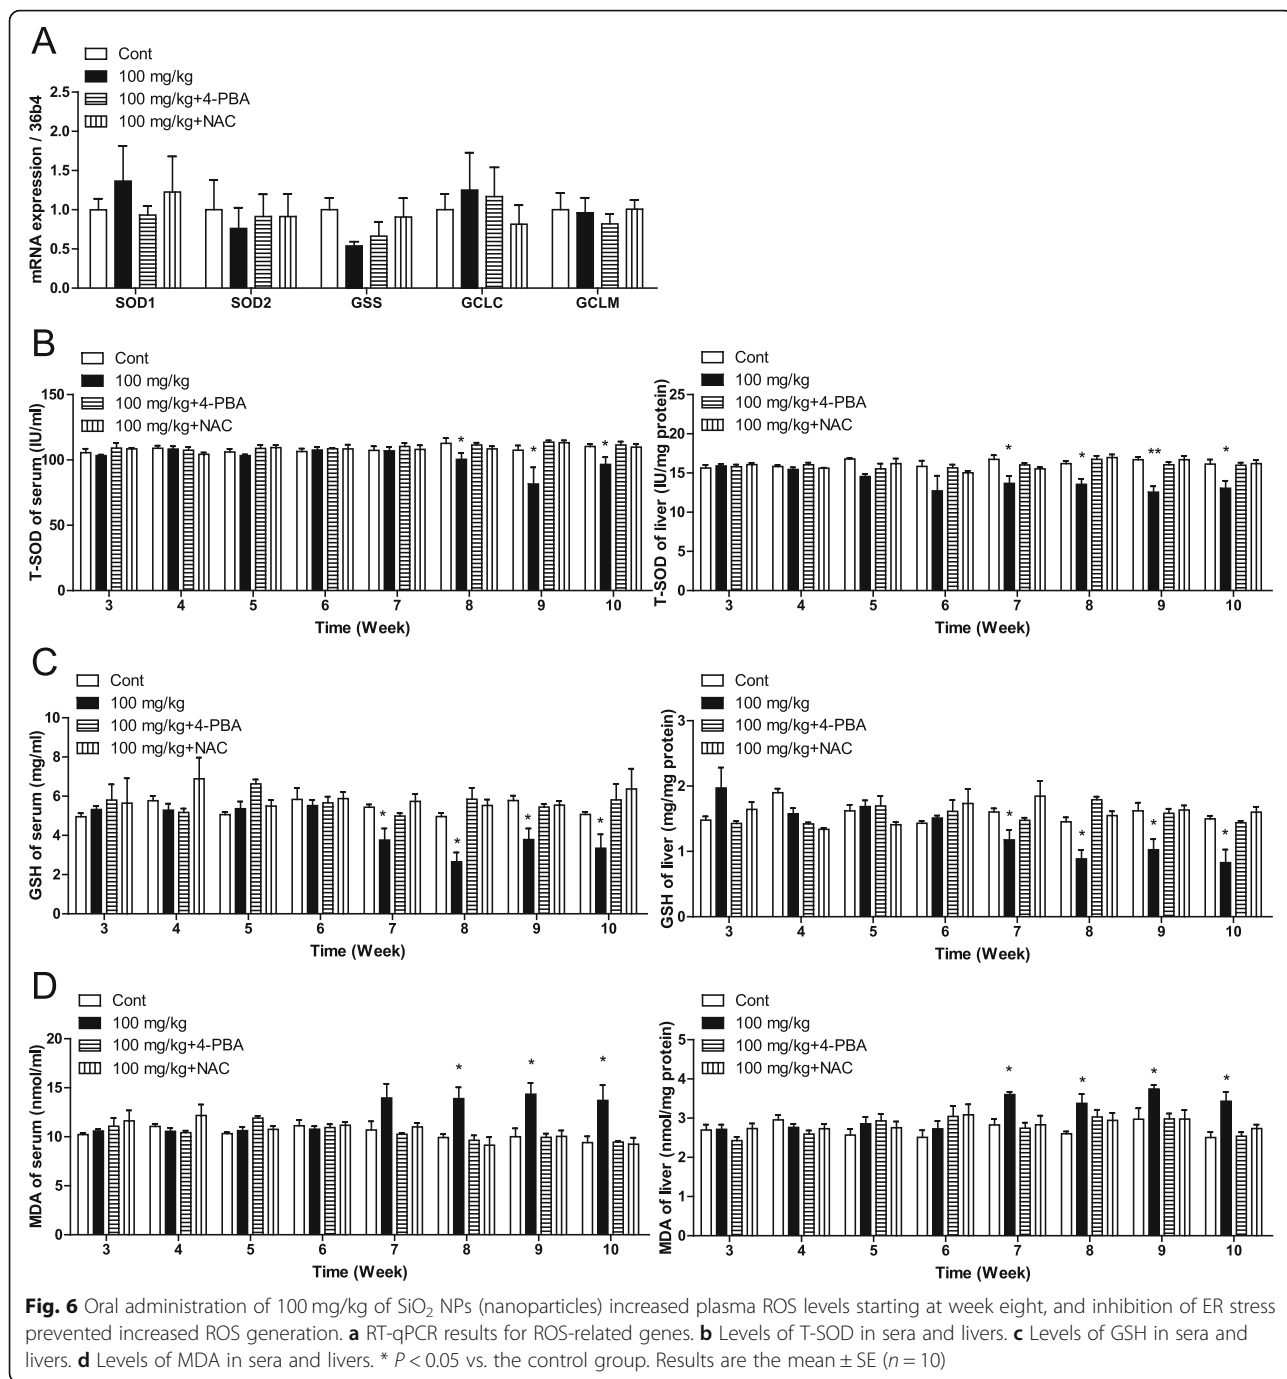 A
Cont
100 mg/kg
100 mg/kg+4-PBA
100 mg/kg+NAC
mRNA expression / 36b4
2.5
2.0
1.5
1.0
0.5
0.0
SOD1 SOD2 GSS GCLC GCLM
B
Cont
100 mg/kg
100 mg/kg+4-PBA
100 mg/kg+NAC
T-SOD of serum (IU/ml)
150
100
50
0
* * *
3 4 5 6 7 8 9 10
Time (Week)
Cont
100 mg/kg
100 mg/kg+4-PBA
100 mg/kg+NAC
T-SOD of liver (IU/mg protein)
25
20
15
10
5
0
* * ** *
3 4 5 6 7 8 9 10
Time (Week)
C
Cont
100 mg/kg
100 mg/kg+4-PBA
100 mg/kg+NAC
GSH of serum (mg/ml)
10
8
6
4
2
0
* * * *
3 4 5 6 7 8 9 10
Time (Week)
Cont
100 mg/kg
100 mg/kg+4-PBA
100 mg/kg+NAC
GSH of liver (mg/mg protein)
3
2
1
0
* * * *
3 4 5 6 7 8 9 10
Time (Week)
D
Cont
100 mg/kg
100 mg/kg+4-PBA
100 mg/kg+NAC
MDA of serum (nmol/ml)
20
15
10
5
0
* * *
3 4 5 6 7 8 9 10
Time (Week)
Cont
100 mg/kg
100 mg/kg+4-PBA
100 mg/kg+NAC
MDA of liver (nmol/mg protein)
5
4
3
2
1
0
* * * *
3 4 5 6 7 8 9 10
Time (Week)
Fig. 6 Oral administration of 100 mg/kg of SiO₂ NPs (nanoparticles) increased plasma ROS levels starting at week eight, and inhibition of ER stress
prevented increased ROS generation. a RT-qPCR results for ROS-related genes. b Levels of T-SOD in sera and livers. c Levels of GSH in sera and
livers. d Levels of MDA in sera and livers. * P < 0.05 vs. the control group. Results are the mean ± SE (n = 10)